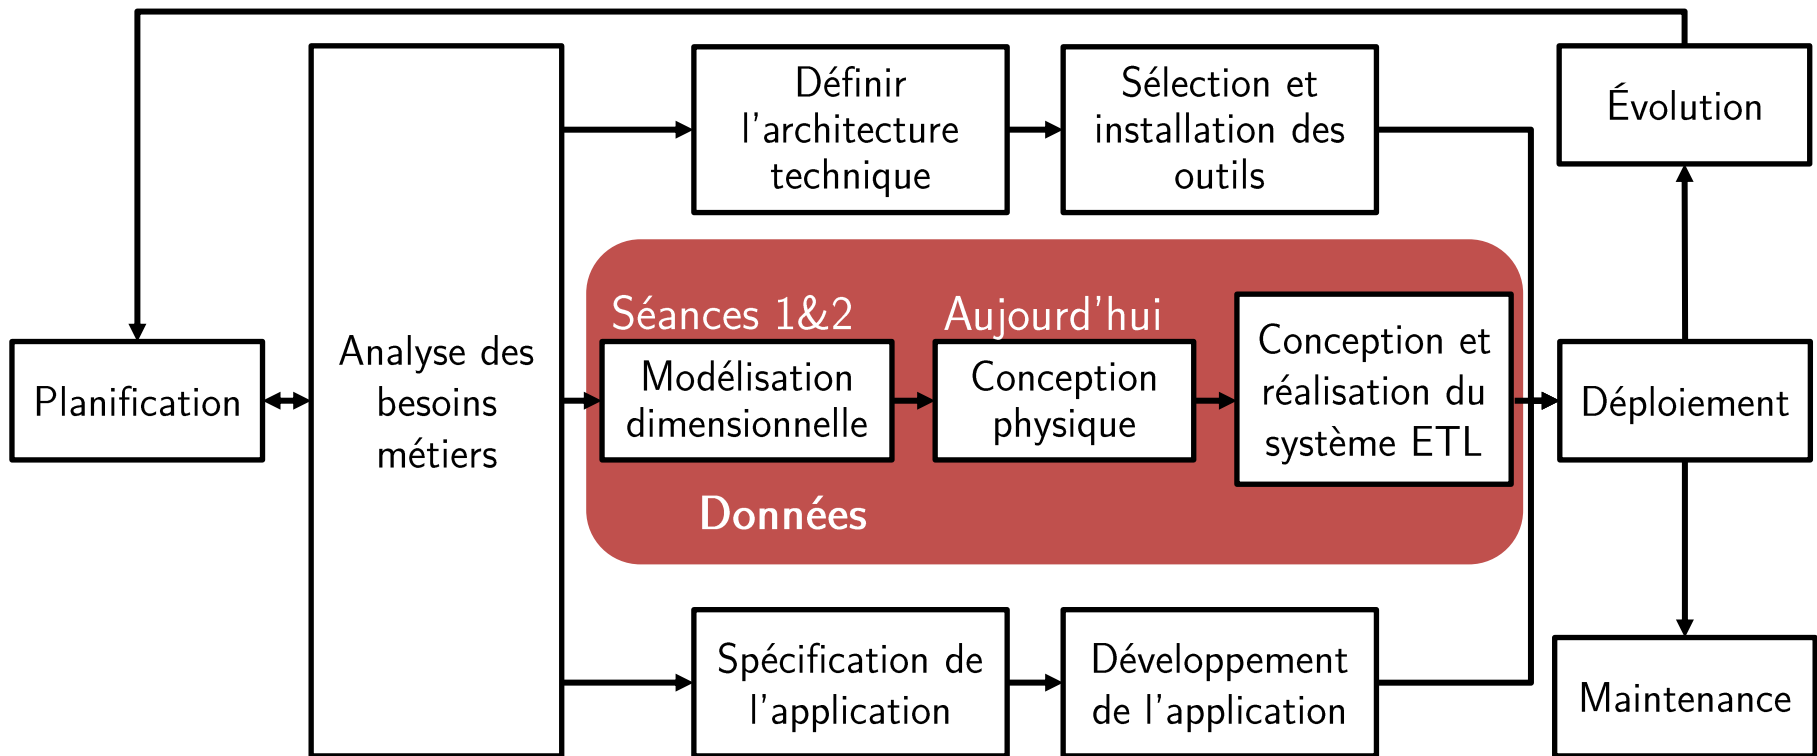 Planification
Analyse des
besoins
métiers
Définir
l'architecture
technique
Sélection et
installation des
outils
Séances 1&2
Modélisation
dimensionnelle
Aujourd'hui
Conception
physique
Conception et
réalisation du
système ETL
Données
Spécification de
l'application
Développement
de l'application
Évolution
Déploiement
Maintenance